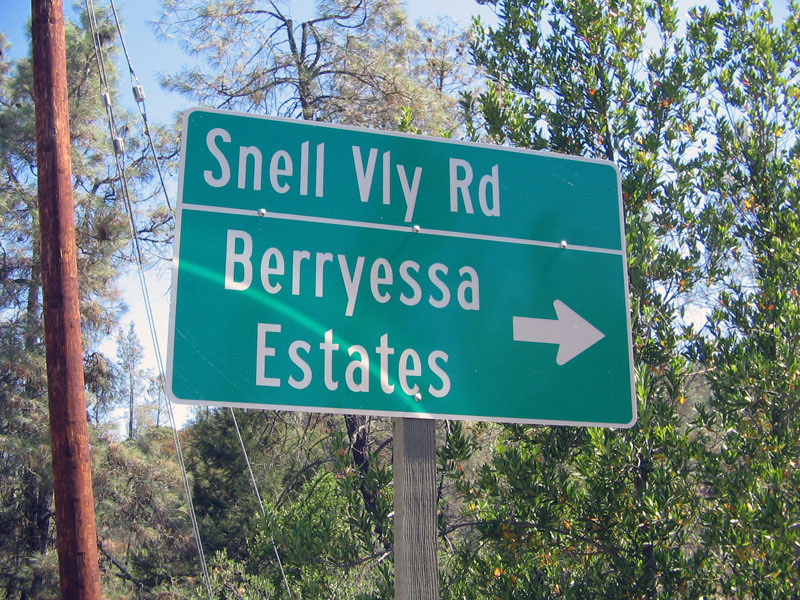 Snell Vly Rd
Berryessa
Estates